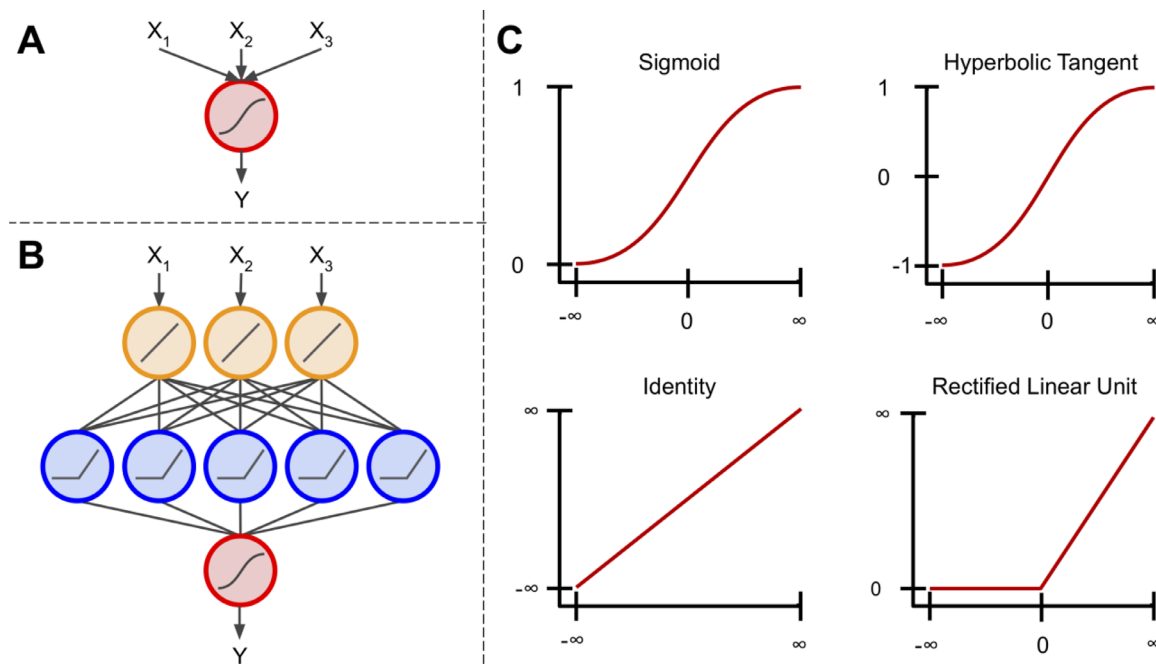 A
X1 X2 X3
Y
B
X1 X2 X3
Y
C
Sigmoid
1
0
-∞ 0 ∞
Hyperbolic Tangent
1
0
-1
-∞ 0 ∞
Identity
∞
-∞
-∞ ∞
Rectified Linear Unit
∞
0
-∞ 0 ∞